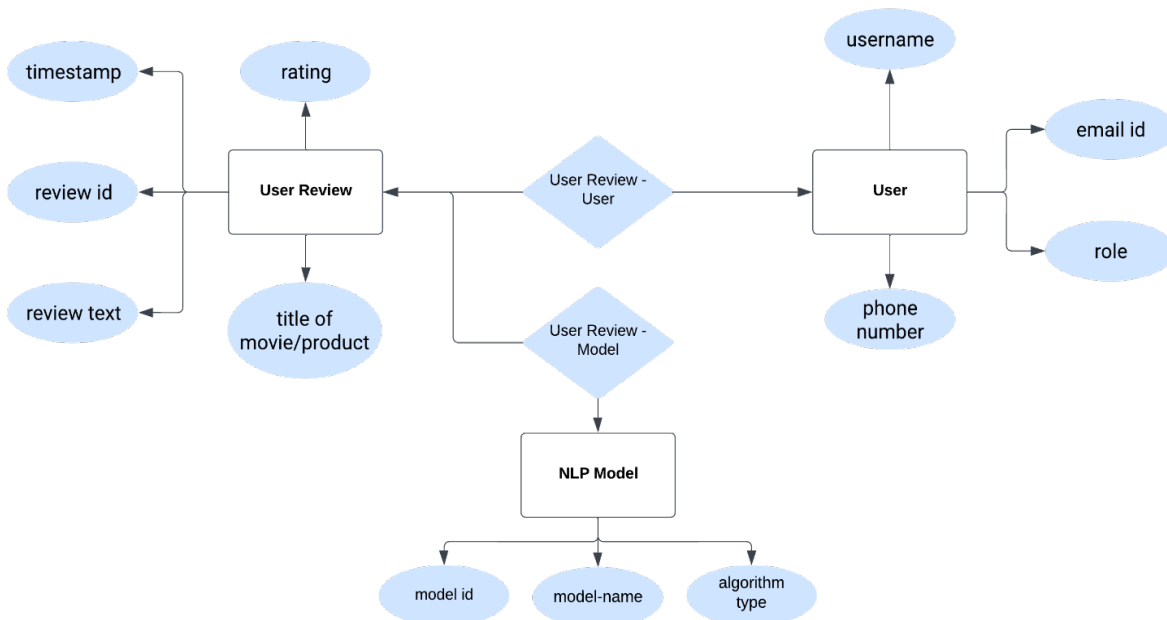 username
timestamp
rating
email id
User Review -
User
User Review
User
review id
role
review text
title of
movie/product
phone
number
User Review -
Model
NLP Model
model id
model-name
algorithm
type